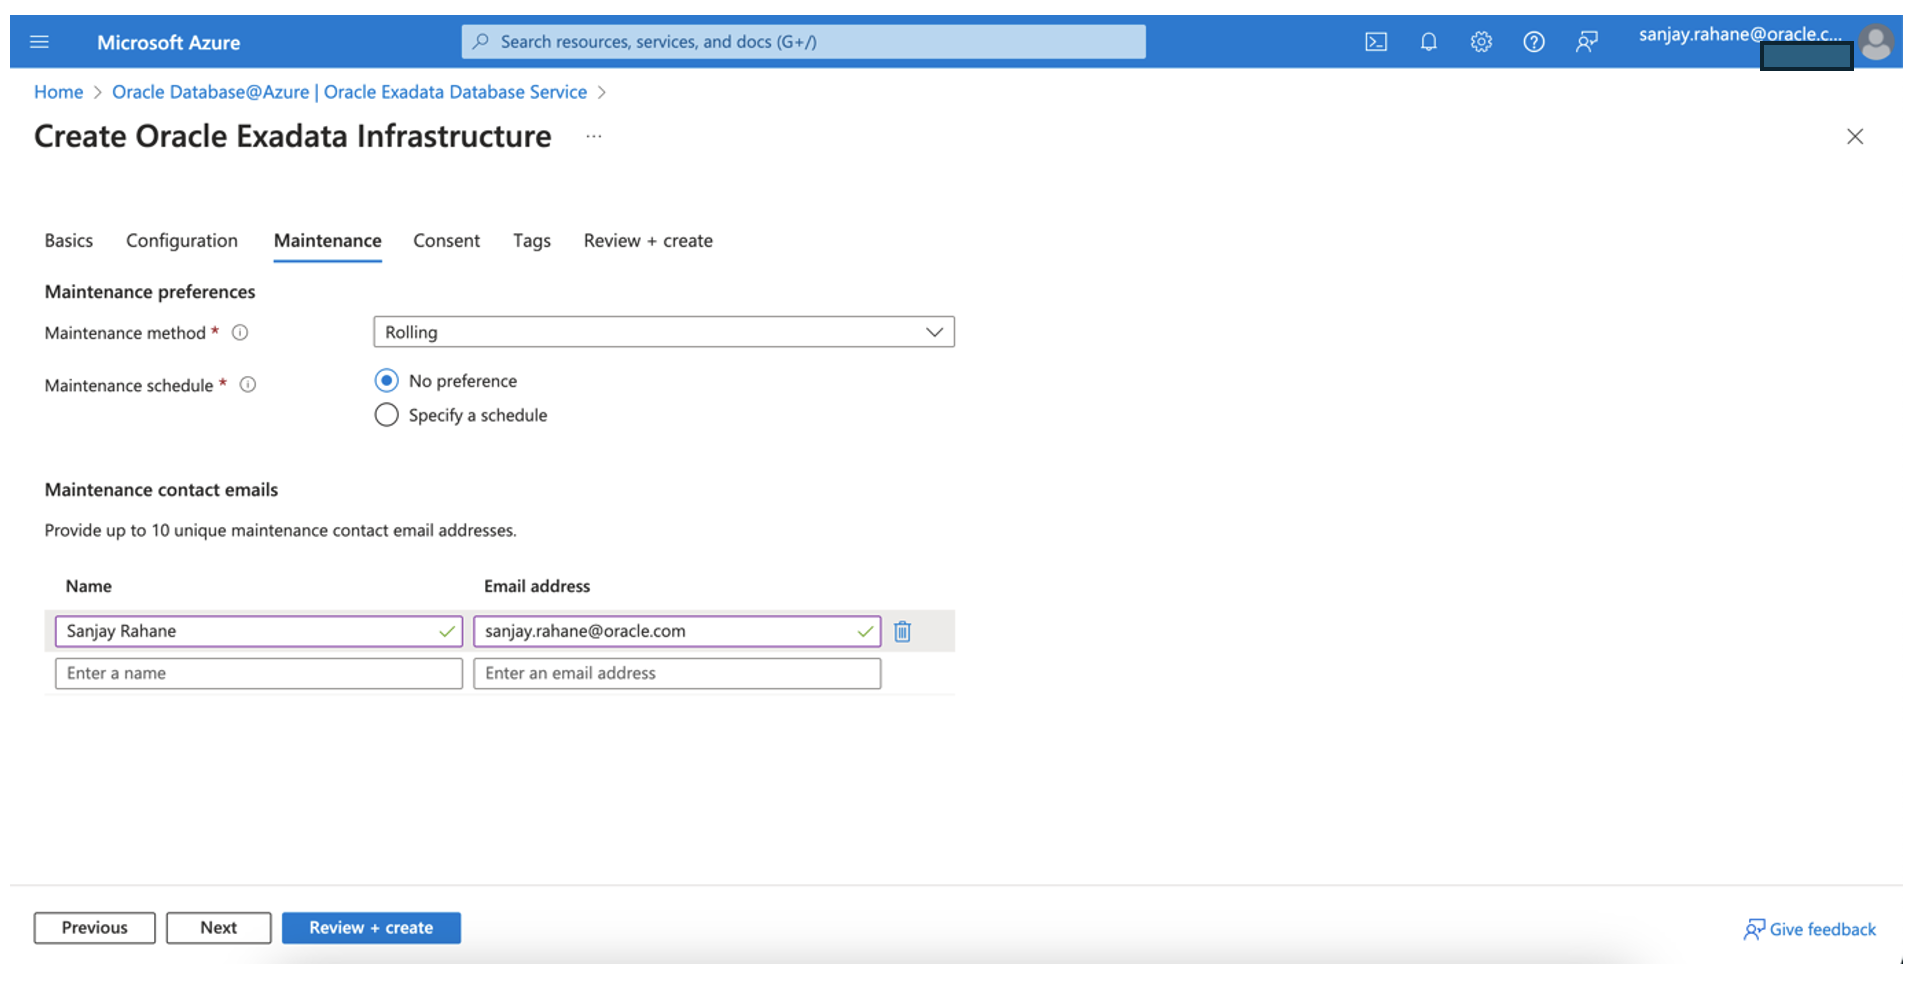 Microsoft Azure
Search resources, services, and docs (G+/)
sanjay.rahane@oracle.c...
Home > Oracle Database@Azure | Oracle Exadata Database Service >
Create Oracle Exadata Infrastructure ...
Basics Configuration Maintenance Consent Tags Review + create
Maintenance preferences
Maintenance method * Rolling
Maintenance schedule * No preference
Specify a schedule
Maintenance contact emails
Provide up to 10 unique maintenance contact email addresses.
Name Email address
Sanjay Rahane sanjay.rahane@oracle.com
Enter a name Enter an email address
Previous Next Review + create Give feedback